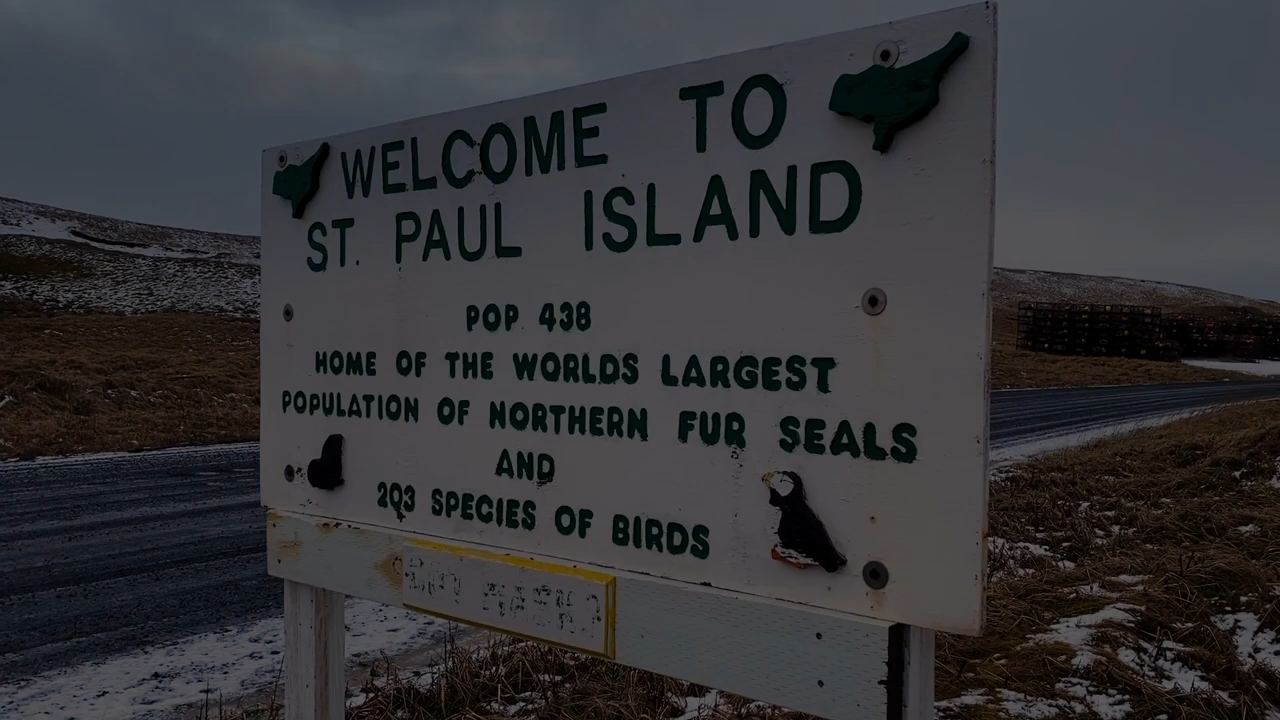 WELCOME TO
ST. PAUL ISLAND
POP 438
HOME OF THE WORLDS LARGEST
POPULATION OF NORTHERN FUR SEALS
AND
203 SPECIES OF BIRDS